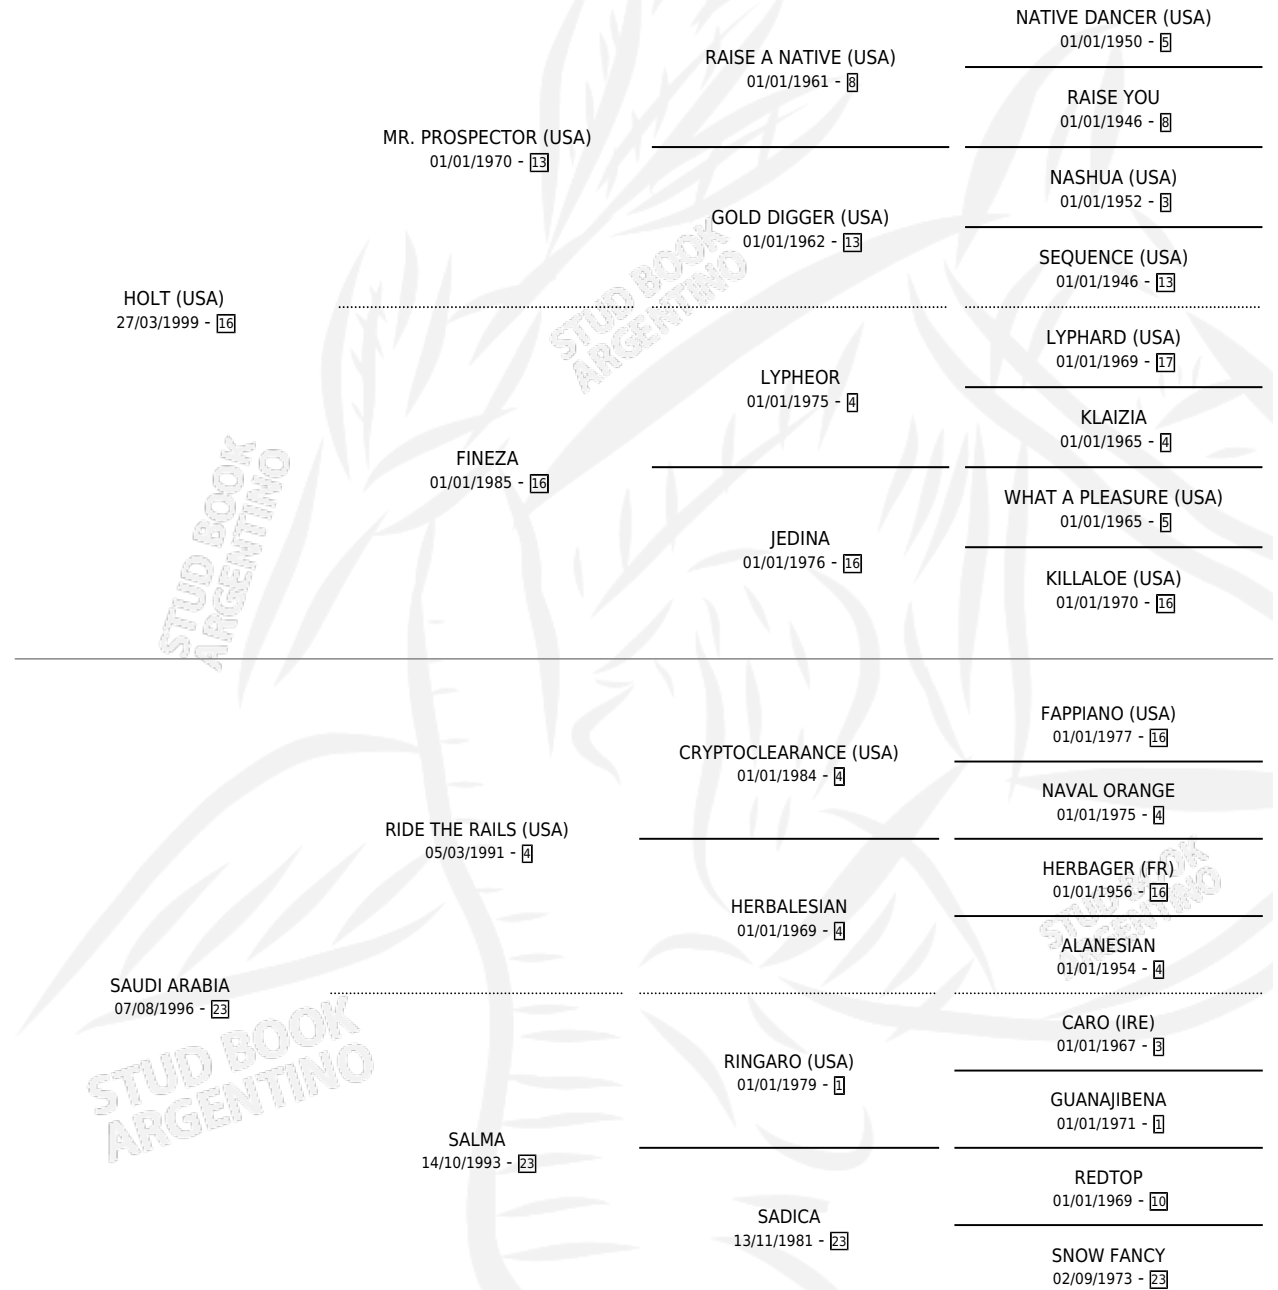 NATIVE DANCER (USA)
01/01/1950 - 5
RAISE A NATIVE (USA)
01/01/1961 - 8
RAISE YOU
01/01/1946 - 8
MR. PROSPECTOR (USA)
01/01/1970 - 13
NASHUA (USA)
01/01/1952 - 3
GOLD DIGGER (USA)
01/01/1962 - 13
SEQUENCE (USA)
01/01/1946 - 13
HOLT (USA)
27/03/1999 - 16
STUD BOOK
ARGENTINO
LYPHARD (USA)
01/01/1969 - 17
LYPHEOR
01/01/1975 - 4
KLAIZIA
01/01/1965 - 4
FINEZA
01/01/1985 - 16
WHAT A PLEASURE (USA)
01/01/1965 - 5
JEDINA
01/01/1976 - 16
KILLALOE (USA)
01/01/1970 - 16
STUD BOOK
ARGENTINO
FAPPIANO (USA)
01/01/1977 - 16
CRYPTOCLEARANCE (USA)
01/01/1984 - 4
NAVAL ORANGE
01/01/1975 - 4
RIDE THE RAILS (USA)
05/03/1991 - 4
HERBAGER (FR)
01/01/1956 - 16
HERBALESIAN
01/01/1969 - 4
STUD BOOK
ARGENTINO
ALANESIAN
01/01/1954 - 4
SAUDI ARABIA
07/08/1996 - 23
STUD BOOK
ARGENTINO
CARO (IRE)
01/01/1967 - 3
RINGARO (USA)
01/01/1979 - 1
GUANAJIBENA
01/01/1971 - 1
SALMA
14/10/1993 - 23
REDTOP
01/01/1969 - 10
SADICA
13/11/1981 - 23
SNOW FANCY
02/09/1973 - 23